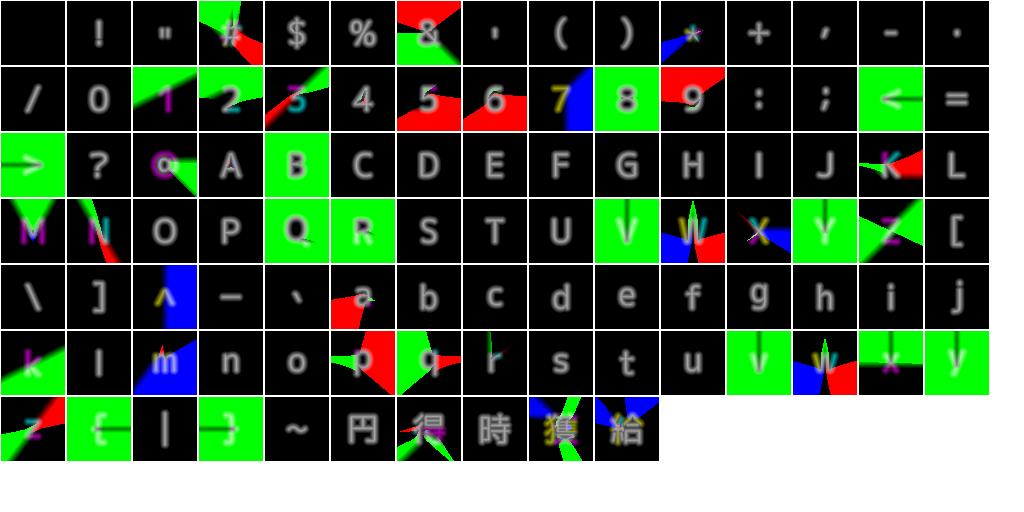 ! " # $ % & ' ( ) * + , - .
/ 0 1 2 3 4 5 6 7 8 9 : ; < =
> ? @ A B C D E F G H I J K L
M N O P Q R S T U V W X Y Z [
\ ] ^ _ ` a b c d e f g h i j
k l m n o p q r s t u v w x y
z { | } ~ 円 得 時 獲 給